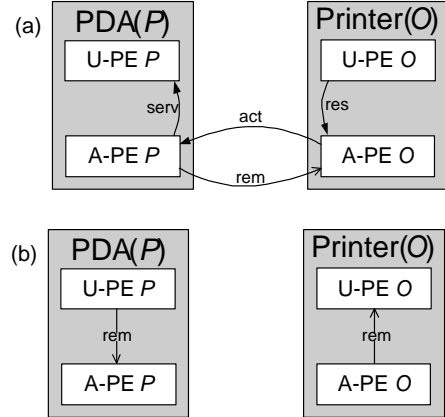 (a)
PDA(P)
Printer(O)
U-PE P
U-PE O
serv
res
act
A-PE P
A-PE O
rem
(b)
PDA(P)
Printer(O)
U-PE P
U-PE O
rem
rem
A-PE P
A-PE O